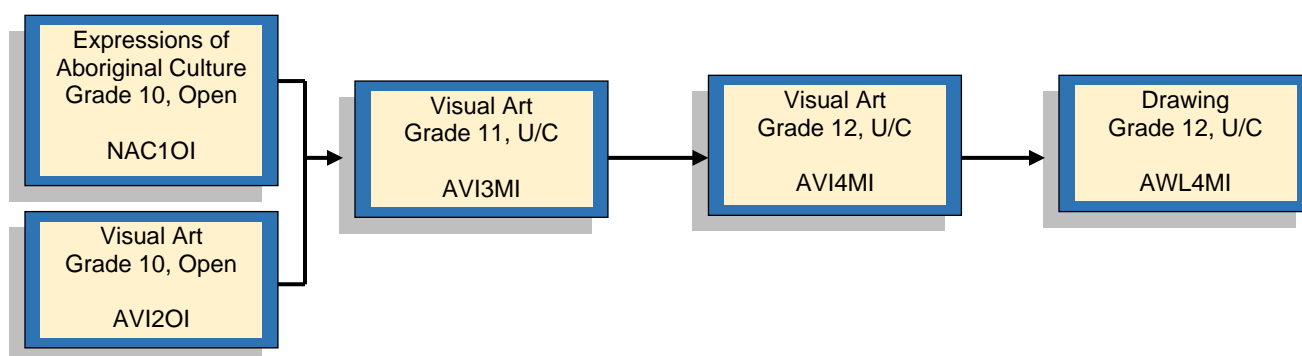 Expressions of
Aboriginal Culture
Grade 10, Open
NAC1OI
Visual Art
Grade 10, Open
AVI2OI
Visual Art
Grade 11, U/C
AVI3MI
Visual Art
Grade 12, U/C
AVI4MI
Drawing
Grade 12, U/C
AWL4MI